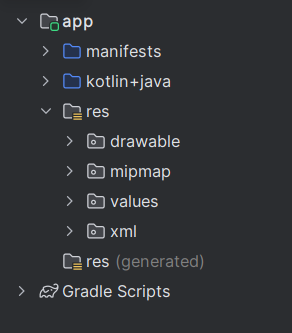 app
manifests
kotlin+java
res
drawable
mipmap
values
xml
res (generated)
Gradle Scripts